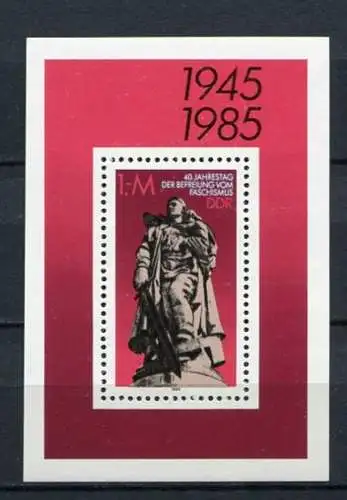 1945
1985
1,-M
40. JAHRESTAG
DER BEFREIUNG VOM
FASCHISMUS
DDR